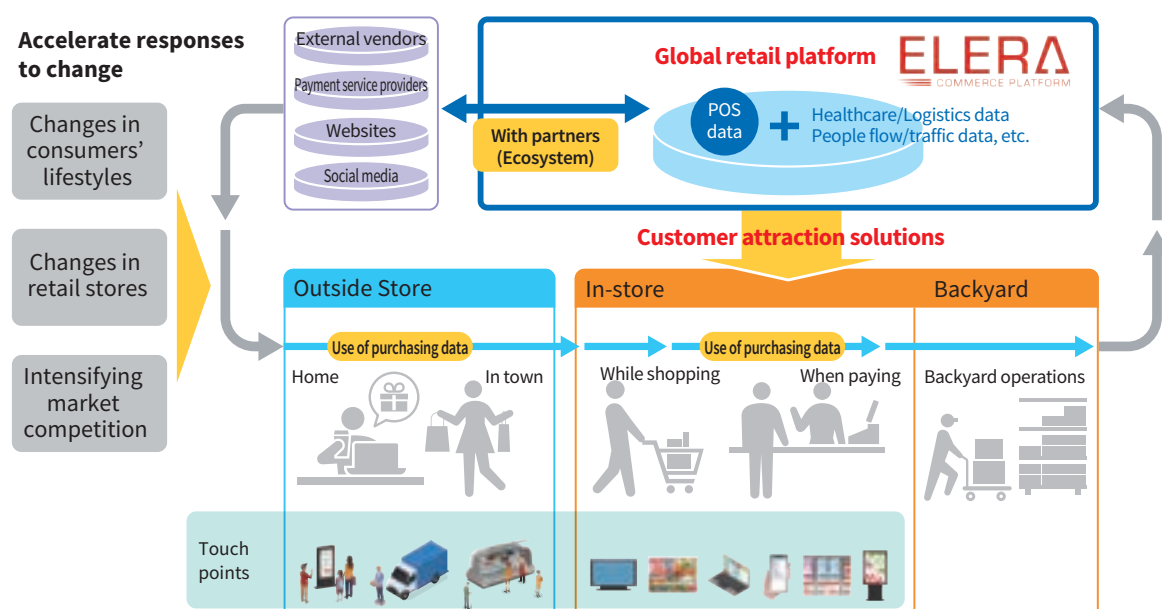 Accelerate responses
to change
Changes in
consumers’
lifestyles
Changes in
retail stores
Intensifying
market
competition
External vendors
Payment service providers
Websites
Social media
With partners
(Ecosystem)
Global retail platform
ELERA
COMMERCE PLATFORM
POS
data
+
Healthcare/Logistics data
People flow/traffic data, etc.
Customer attraction solutions
Outside Store
In-store
Backyard
Use of purchasing data
Use of purchasing data
Home
In town
While shopping
When paying
Backyard operations
Touch
points